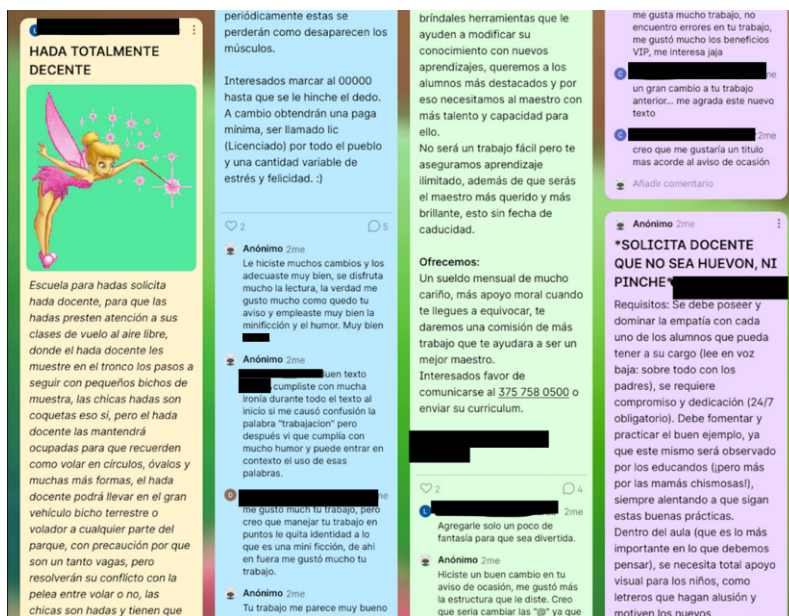 HADA TOTALMENTE
DECENTE
Escuela para hadas solicita
hada docente, para que las
hadas presten atención a sus
clases de vuelo al aire libre,
donde el hada docente les
muestre en el tronco los pasos a
seguir con pequeños bichos de
muestra, las chicas hadas son
coquetas eso si, pero el hada
docente las mantendrá
ocupadas para que recuerden
como volar en círculos, óvalos y
muchas más formas, el hada
docente podrá llevar en el gran
vehículo bicho terrestre o
volador a cualquier parte del
parque, con precaución por que
son un tanto vagas, pero
resolverán su conflicto con la
pelea entre volar o no, las
chicas son hadas y tienen que
periódicamente estas se
perderán como desaparecen los
músculos.
Interesados marcar al 00000
hasta que se le hinche el dedo.
A cambio obtendrán una paga
mínima, ser llamado lic
(Licenciado) por todo el pueblo
y una cantidad variable de
estrés y felicidad. :)
2
5
Anónimo 2me
Le hiciste muchos cambios y los
adecuaste muy bien, se disfruta
mucho la lectura, la verdad me
gusto mucho como quedo tu
aviso y empleaste muy bien la
minificción y el humor. Muy bien
Anónimo 2me
uen texto
cumpliste con mucha
ironía durante todo el texto al
inicio si me causó confusión la
palabra "trabajacion" pero
después vi que cumplía con
mucho humor y puede entrar en
contexto el uso de esas
palabras.
D
ne
me gustó much tu trabajo, pero
creo que manejar tu trabajo en
puntos le quita identidad a lo
que es una mini ficción, de ahí
en fuera me gustó mucho tu
trabajo.
Anónimo 2me
Tu trabajo me parece muy bueno
bríndales herramientas que le
ayuden a modificar su
conocimiento con nuevos
aprendizajes, queremos a los
alumnos más destacados y por
eso necesitamos al maestro con
más talento y capacidad para
ello.
No será un trabajo fácil pero te
aseguramos aprendizaje
ilimitado, además de que serás
el maestro más querido y más
brillante, esto sin fecha de
caducidad.
Ofrecemos:
Un sueldo mensual de mucho
cariño, más apoyo moral cuando
te llegues a equivocar, te
daremos una comisión de más
trabajo que te ayudara a ser un
mejor maestro.
Interesados favor de
comunicarse al 375 758 0500 o
enviar su curriculum.
2
4
L
2me
Agregarle solo un poco de
fantasía para que sea divertida.
Anónimo 2me
Hiciste un buen cambio en tu
aviso de ocasión, me gustó más
la estructura que le diste. Creo
que seria cambiar las "@" ya que
me gusta mucho trabajo, no
encuentro errores en tu trabajo,
me gustó mucho los beneficios
VIP, me interesa jaja
C
ne
un gran cambio a tu trabajo
anterior... me agrada este nuevo
texto
C
2me
creo que me gustaría un titulo
mas acorde al aviso de ocasión
Añadir comentario
Anónimo 2me
*SOLICITA DOCENTE
QUE NO SEA HUEVON, NI
PINCHE*
Requisitos: Se debe poseer y
dominar la empatía con cada
uno de los alumnos que pueda
tener a su cargo (lee en voz
baja: sobre todo con los
padres), se requiere
compromiso y dedicación (24/7
obligatorio). Debe fomentar y
practicar el buen ejemplo, ya
que este mismo será observado
por los educandos (¡pero más
por las mamás chismosas!),
siempre alentando a que sigan
estas buenas prácticas.
Dentro del aula (que es lo más
importante en lo que debemos
pensar), se necesita total apoyo
visual para los niños, como
letreros que hagan alusión y
motiven los nuevos